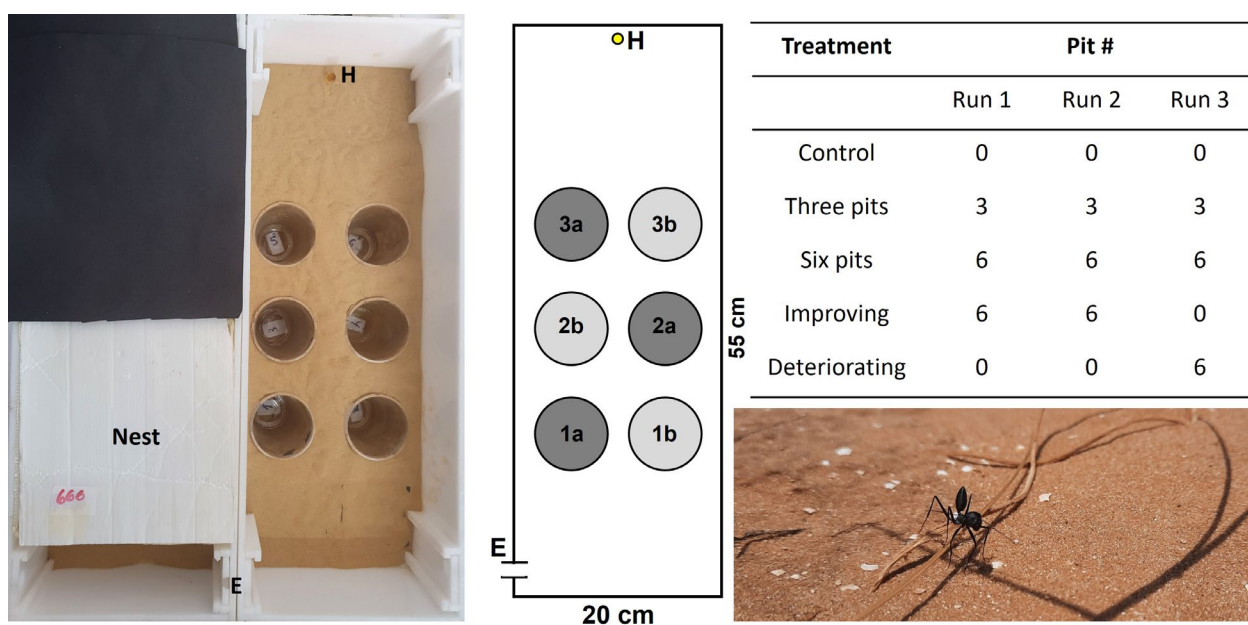 H
Nest
666
E
H
3a 3b
2b 2a
1a 1b
E
55 cm
20 cm
Treatment Pit #
Run 1 Run 2 Run 3
Control 0 0 0
Three pits 3 3 3
Six pits 6 6 6
Improving 6 6 0
Deteriorating 0 0 6